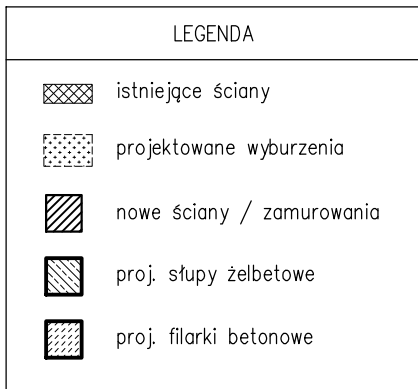 LEGENDA
istniejące ściany
projektowane wyburzenia
nowe ściany / zamurowania
proj. słupy żelbetowe
proj. filarki betonowe